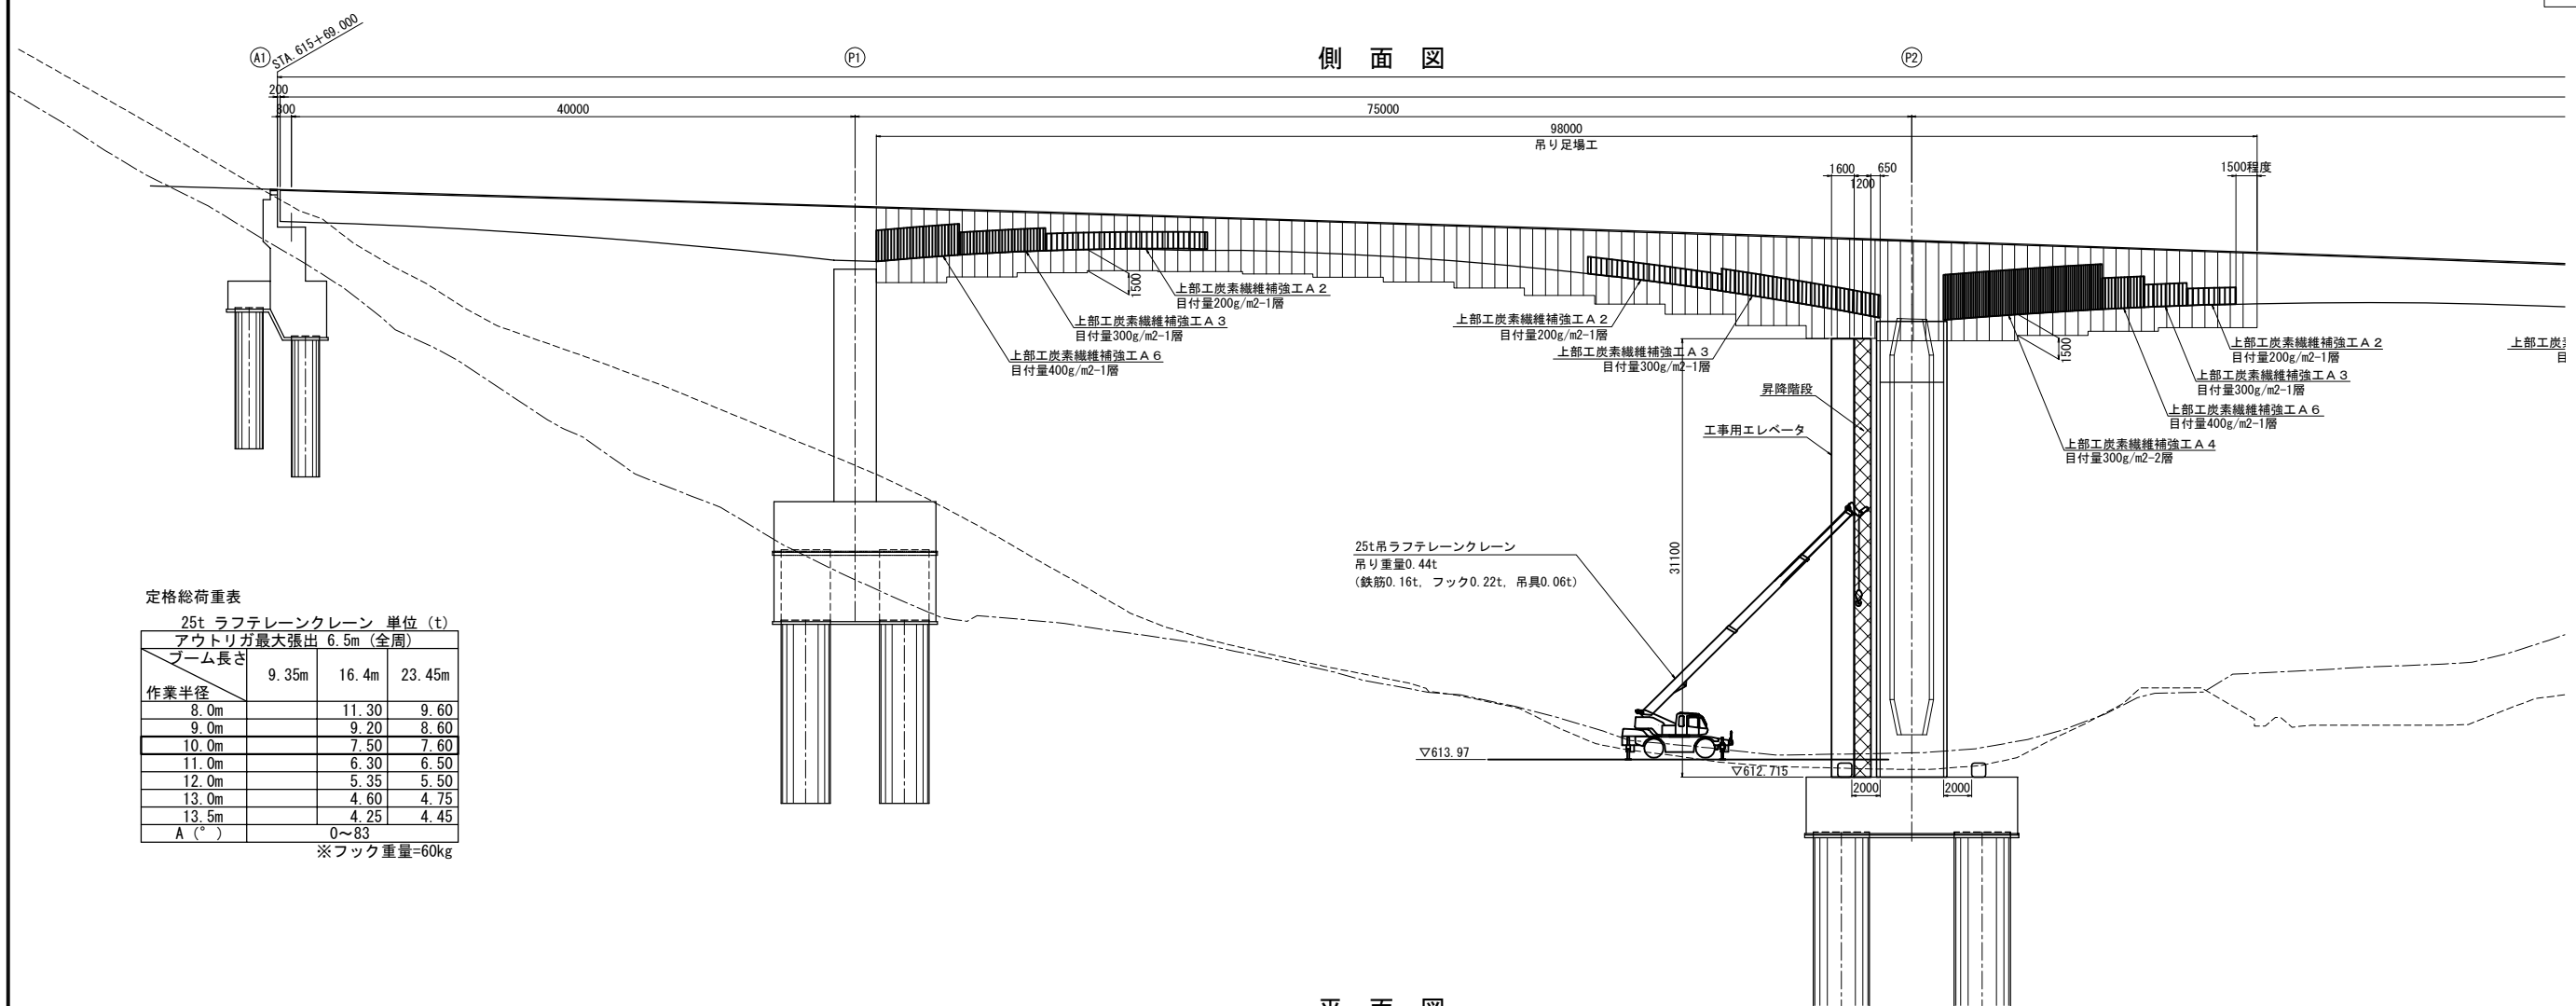 側 面 図
A1
STA. 615+69.000
P1
P2
200
800
40000
75000
98000
吊り足場工
1600
1200
650
1500程度
1500
上部工炭素繊維補強工A2
目付量200g/m2-1層
上部工炭素繊維補強工A3
目付量300g/m2-1層
上部工炭素繊維補強工A6
目付量400g/m2-1層
上部工炭素繊維補強工A2
目付量200g/m2-1層
上部工炭素繊維補強工A3
目付量300g/m2-1層
1500
上部工炭素繊維補強工A2
目付量200g/m2-1層
上部工炭素繊維補強工A3
目付量300g/m2-1層
上部工炭素繊維補強工A6
目付量400g/m2-1層
上部工炭素繊維補強工A4
目付量300g/m2-2層
上部工炭
目
昇降階段
工事用エレベータ
31100
25t吊ラフテレーンクレーン
吊り重量0.44t
(鉄筋0.16t, フック0.22t, 吊具0.06t)
▽613.97
▽612.715
2000
2000
定格総荷重表
25t ラフテレーンクレーン 単位 (t)
アウトリガ最大張出 6.5m (全周)
ブーム長さ
作業半径
9.35m 16.4m 23.45m
8.0m 11.30 9.60
9.0m 9.20 8.60
10.0m 7.50 7.60
11.0m 6.30 6.50
12.0m 5.35 5.50
13.0m 4.60 4.75
13.5m 4.25 4.45
A (°) 0~83
※フック重量=60kg
平 面 図